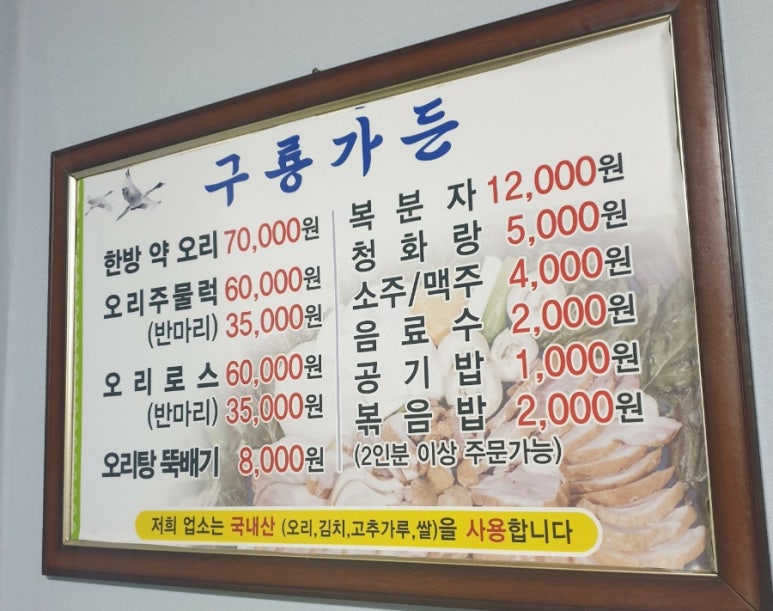 구룡가든
한방 약 오리 70,000원
오리주물럭 60,000원
(반마리) 35,000원
오리로스 60,000원
(반마리) 35,000원
오리탕 뚝배기 8,000원
복분자 12,000원
청화랑 5,000원
소주/맥주 4,000원
음료수 2,000원
공기밥 1,000원
볶음밥 2,000원
(2인분 이상 주문가능)
저희 업소는 국내산 (오리,김치,고추가루,쌀)을 사용합니다